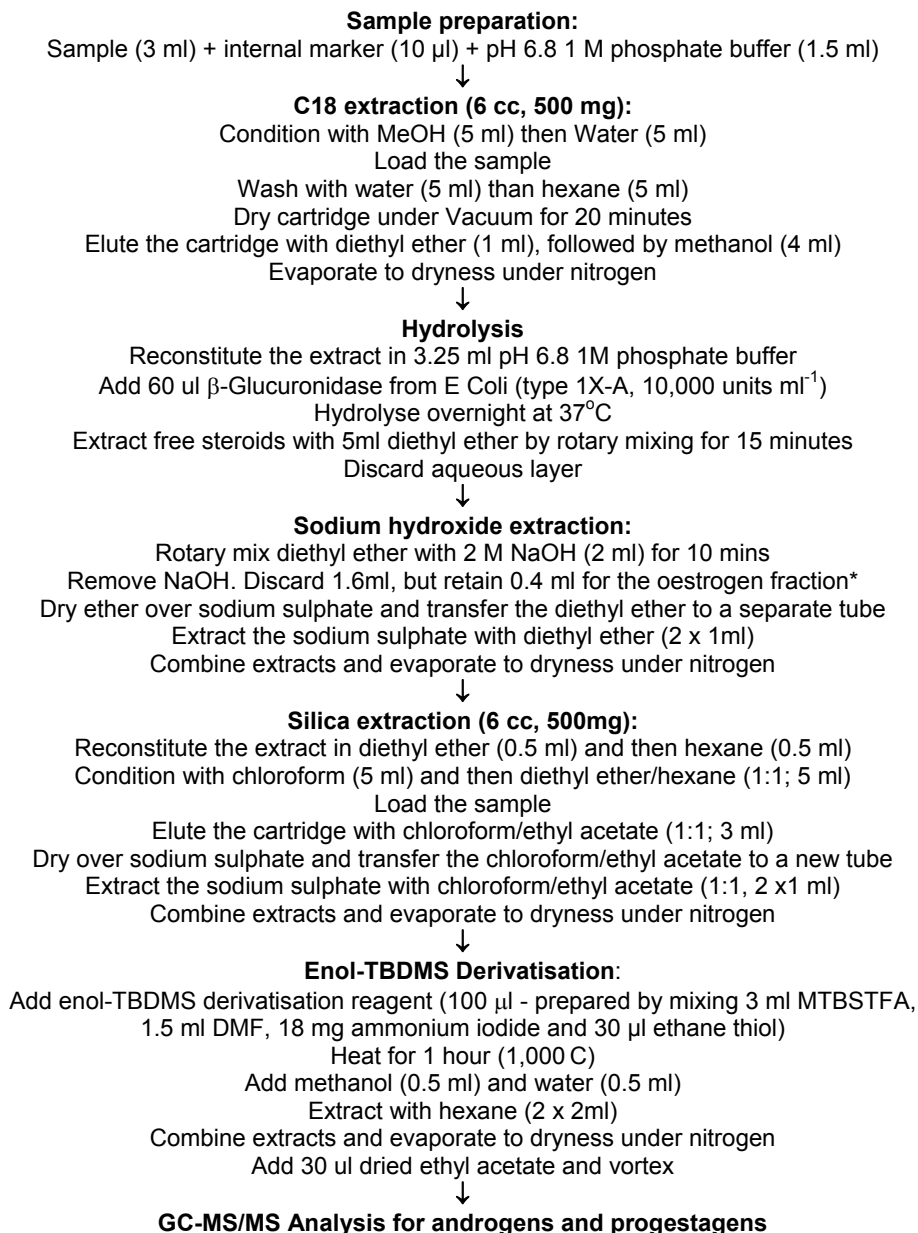 Sample preparation:
Sample (3 ml) + internal marker (10 µl) + pH 6.8 1 M phosphate buffer (1.5 ml)
↓
C18 extraction (6 cc, 500 mg):
Condition with MeOH (5 ml) then Water (5 ml)
Load the sample
Wash with water (5 ml) than hexane (5 ml)
Dry cartridge under Vacuum for 20 minutes
Elute the cartridge with diethyl ether (1 ml), followed by methanol (4 ml)
Evaporate to dryness under nitrogen
↓
Hydrolysis
Reconstitute the extract in 3.25 ml pH 6.8 1M phosphate buffer
Add 60 ul β-Glucuronidase from E Coli (type 1X-A, 10,000 units ml⁻¹)
Hydrolyse overnight at 37°C
Extract free steroids with 5ml diethyl ether by rotary mixing for 15 minutes
Discard aqueous layer
↓
Sodium hydroxide extraction:
Rotary mix diethyl ether with 2 M NaOH (2 ml) for 10 mins
Remove NaOH. Discard 1.6ml, but retain 0.4 ml for the oestrogen fraction*
Dry ether over sodium sulphate and transfer the diethyl ether to a separate tube
Extract the sodium sulphate with diethyl ether (2 x 1ml)
Combine extracts and evaporate to dryness under nitrogen
↓
Silica extraction (6 cc, 500mg):
Reconstitute the extract in diethyl ether (0.5 ml) and then hexane (0.5 ml)
Condition with chloroform (5 ml) and then diethyl ether/hexane (1:1; 5 ml)
Load the sample
Elute the cartridge with chloroform/ethyl acetate (1:1; 3 ml)
Dry over sodium sulphate and transfer the chloroform/ethyl acetate to a new tube
Extract the sodium sulphate with chloroform/ethyl acetate (1:1, 2 x1 ml)
Combine extracts and evaporate to dryness under nitrogen
↓
Enol-TBDMS Derivatisation:
Add enol-TBDMS derivatisation reagent (100 µl - prepared by mixing 3 ml MTBSTFA,
1.5 ml DMF, 18 mg ammonium iodide and 30 µl ethane thiol)
Heat for 1 hour (1,000 C)
Add methanol (0.5 ml) and water (0.5 ml)
Extract with hexane (2 x 2ml)
Combine extracts and evaporate to dryness under nitrogen
Add 30 ul dried ethyl acetate and vortex
↓
GC-MS/MS Analysis for androgens and progestagens